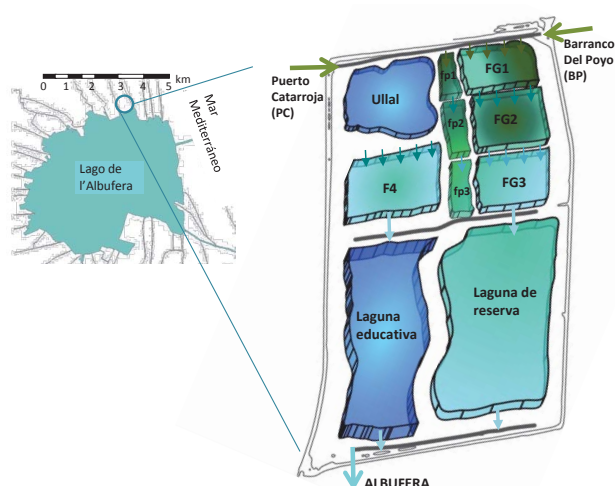 0 1 2 3 4 5
km
Mar
Mediterráneo
Lago de
l'Albufera
Puerto
Catarroja
(PC)
Barranco
Del Poyo
(BP)
Ullal
fp1
FG1
fp2
FG2
F4
fp3
FG3
Laguna
educativa
Laguna de
reserva
ALBUFERA